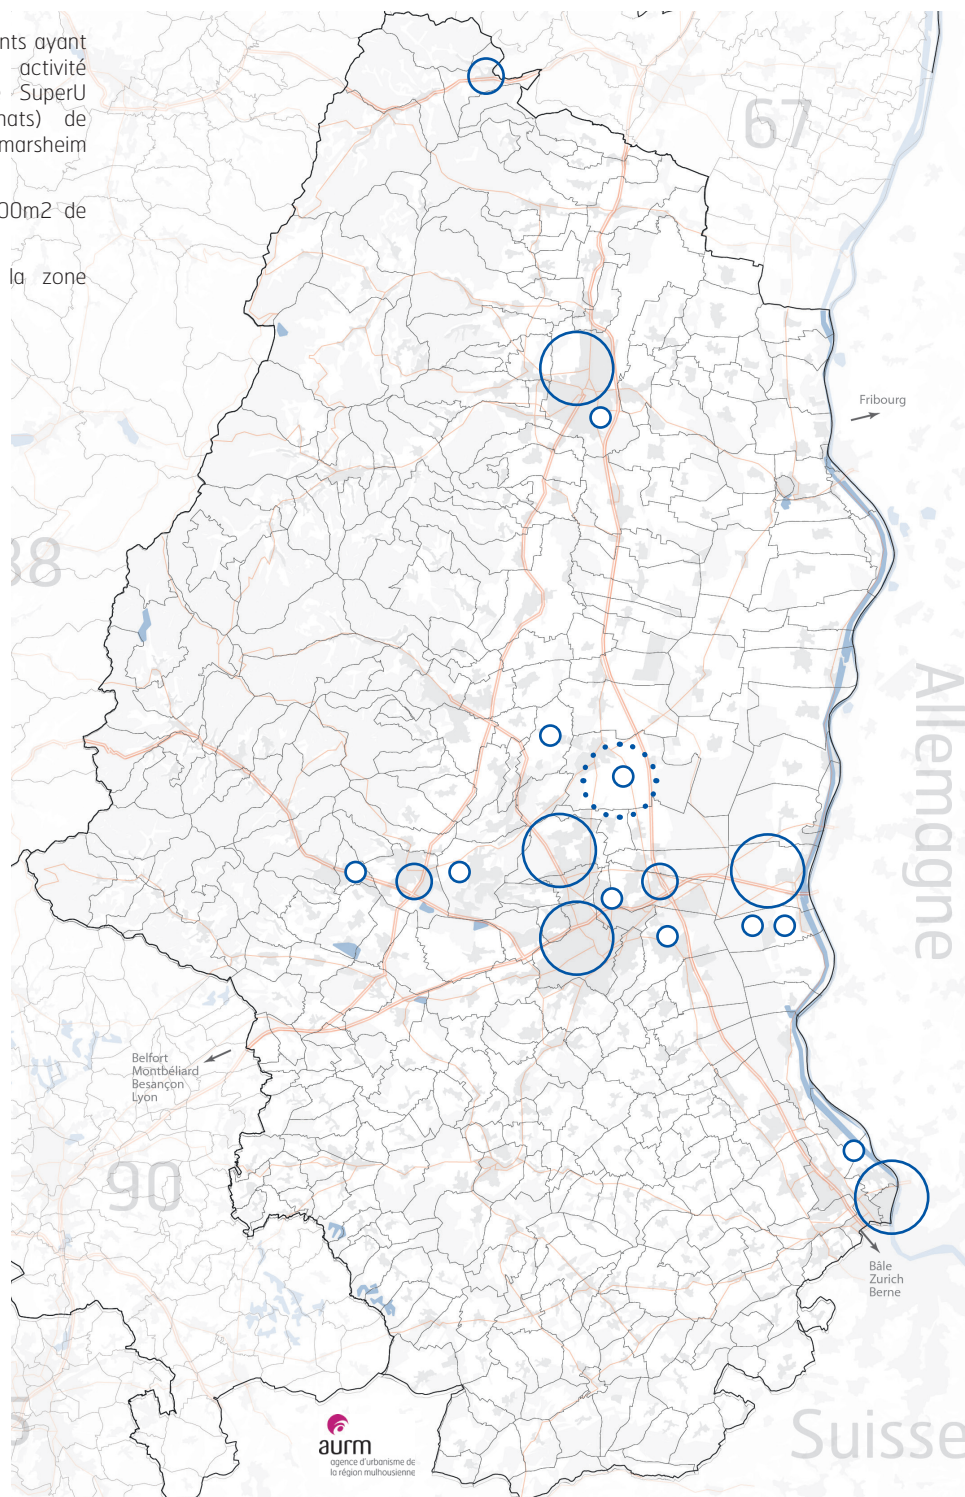 nts ayant
activité
SuperU
nats) de
marsheim
00m2 de
la zone
67
Fribourg
38
Allemagne
Belfort
Montbéliard
Besançon
Lyon
90
Bâle
Zurich
Berne
Suisse
aurm
agence d'urbanisme de
la région mulhousienne